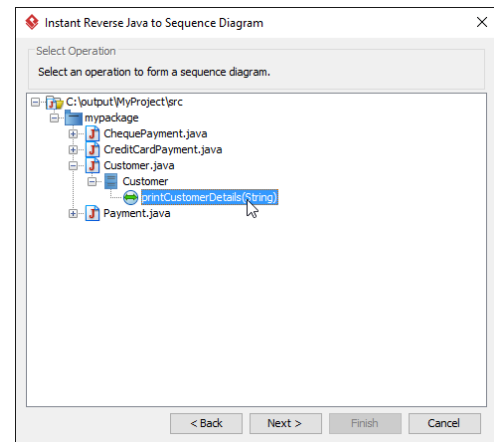 Instant Reverse Java to Sequence Diagram
Select Operation
Select an operation to form a sequence diagram.
C:\output\MyProject\src
mypackage
ChequePayment.java
CreditCardPayment.java
Customer.java
Customer
printCustomerDetails(String)
Payment.java
< Back Next > Finish Cancel